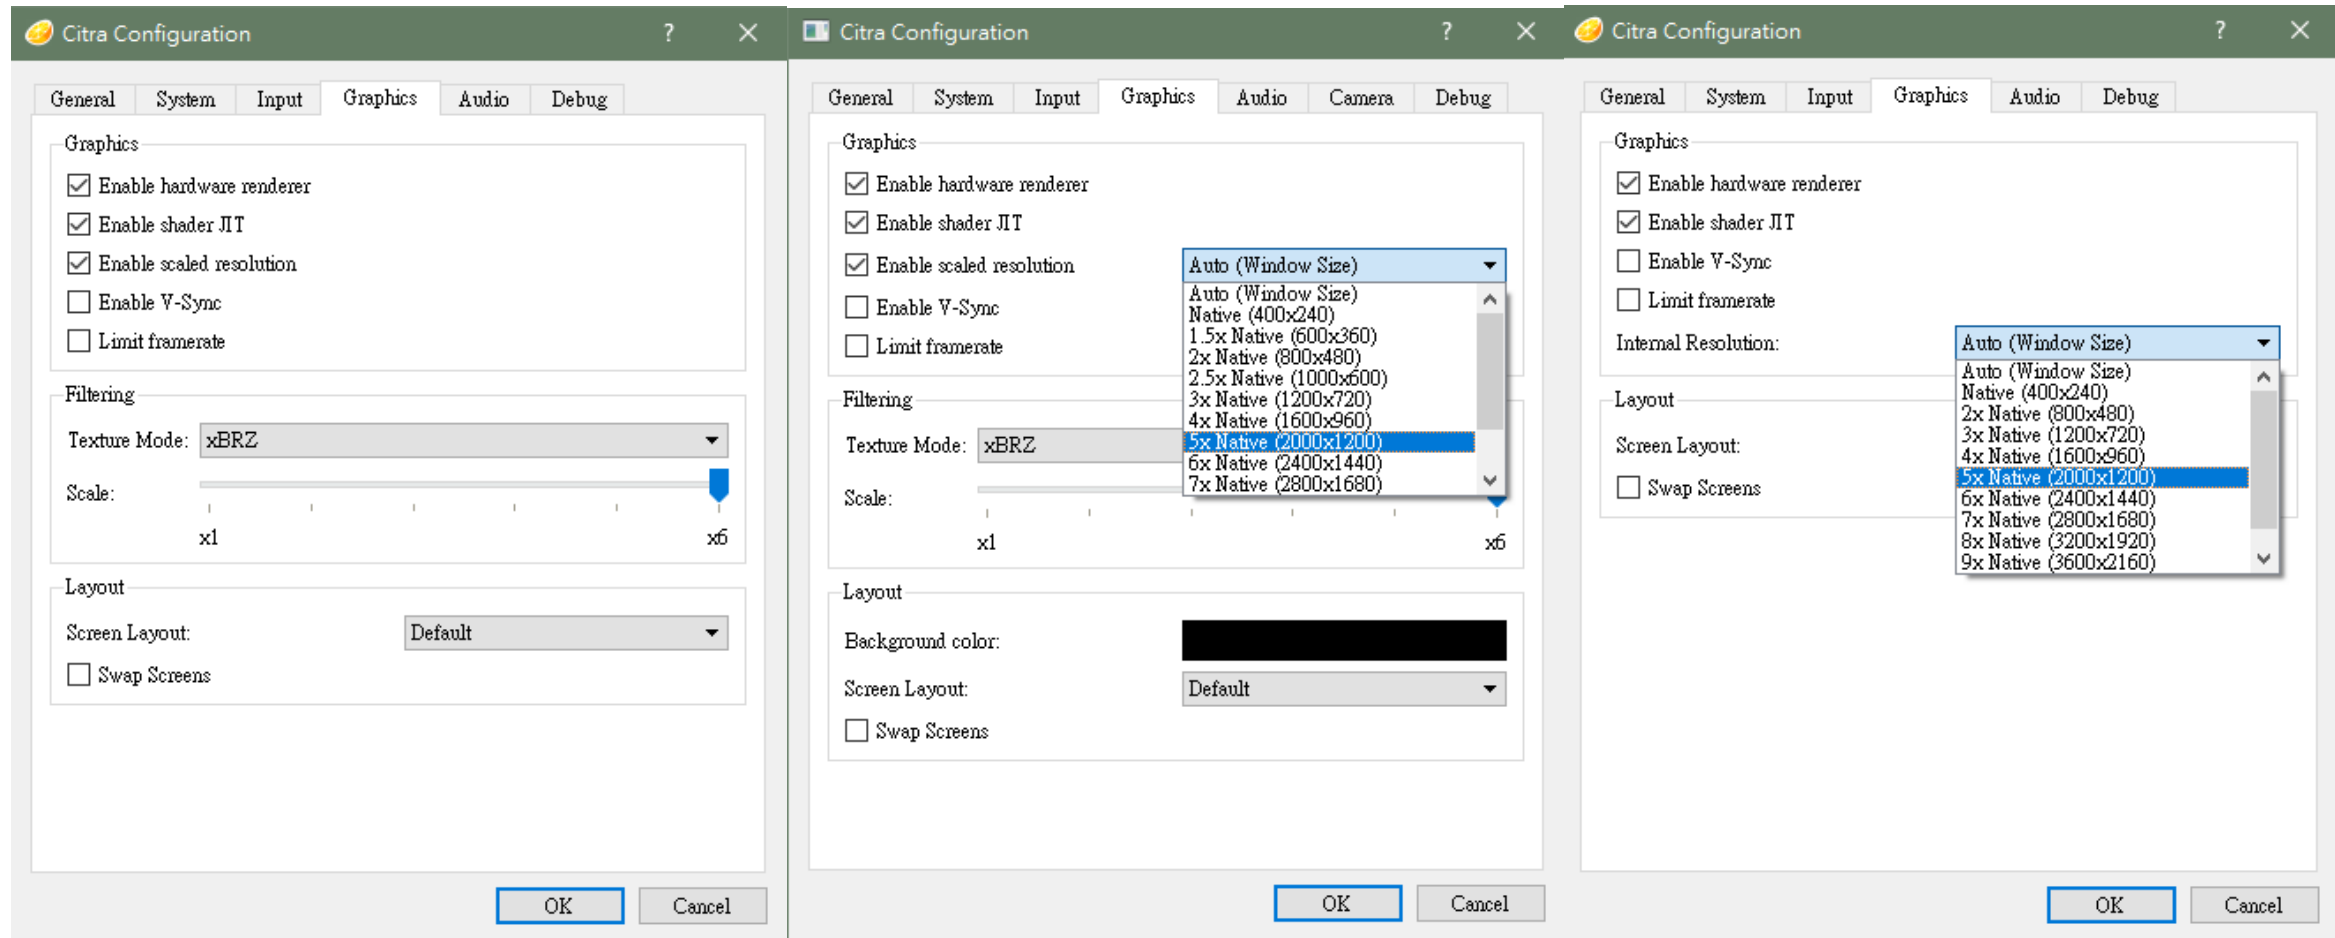 Citra Configuration
General System Input Graphics Audio Debug
Graphics
Enable hardware renderer
Enable shader JIT
Enable scaled resolution
Enable V-Sync
Limit framerate
Filtering
Texture Mode: xBRZ
Scale:
x1 x6
Layout
Screen Layout: Default
Swap Screens
OK Cancel
Citra Configuration
General System Input Graphics Audio Camera Debug
Graphics
Enable hardware renderer
Enable shader JIT
Enable scaled resolution Auto (Window Size)
Auto (Window Size)
Native (400x240)
1.5x Native (600x360)
2x Native (800x480)
2.5x Native (1000x600)
3x Native (1200x720)
4x Native (1600x960)
5x Native (2000x1200)
6x Native (2400x1440)
7x Native (2800x1680)
Enable V-Sync
Limit framerate
Filtering
Texture Mode: xBRZ
Scale:
x1 x6
Layout
Background color:
Screen Layout: Default
Swap Screens
OK Cancel
Citra Configuration
General System Input Graphics Audio Debug
Graphics
Enable hardware renderer
Enable shader JIT
Enable V-Sync
Limit framerate
Internal Resolution: Auto (Window Size)
Auto (Window Size)
Native (400x240)
2x Native (800x480)
3x Native (1200x720)
4x Native (1600x960)
5x Native (2000x1200)
6x Native (2400x1440)
7x Native (2800x1680)
8x Native (3200x1920)
9x Native (3600x2160)
Layout
Screen Layout:
Swap Screens
OK Cancel